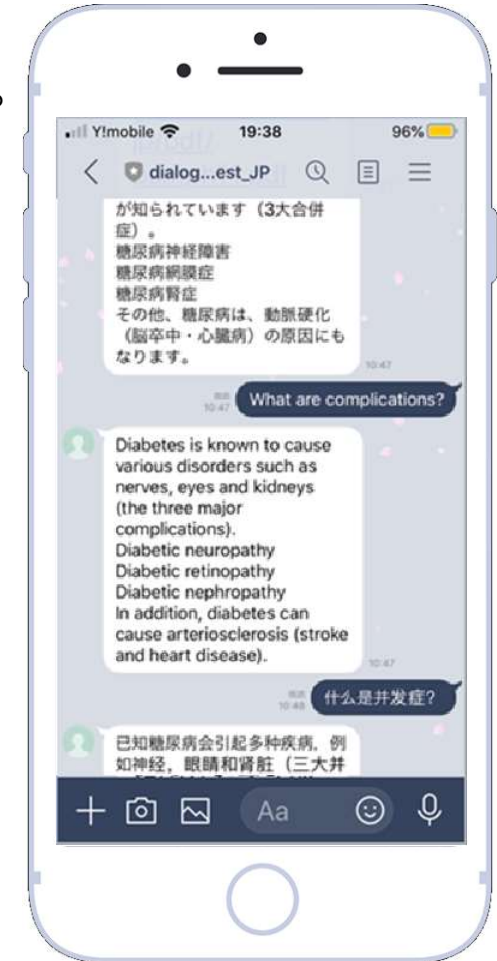 Y!mobile 19:38 96%
dialog...est_JP
が知られています（3大合併
症）。
糖尿病神経障害
糖尿病網膜症
糖尿病腎症
その他、糖尿病は、動脈硬化
（脳卒中・心臓病）の原因にも
なります。
10:47
What are complications?
既読
10:47
Diabetes is known to cause
various disorders such as
nerves, eyes and kidneys
(the three major
complications).
Diabetic neuropathy
Diabetic retinopathy
Diabetic nephropathy
In addition, diabetes can
cause arteriosclerosis (stroke
and heart disease).
10:47
什么是并发症?
既読
10:48
已知糖尿病会引起多种疾病，例
如神经，眼睛和肾脏（三大并
Aa